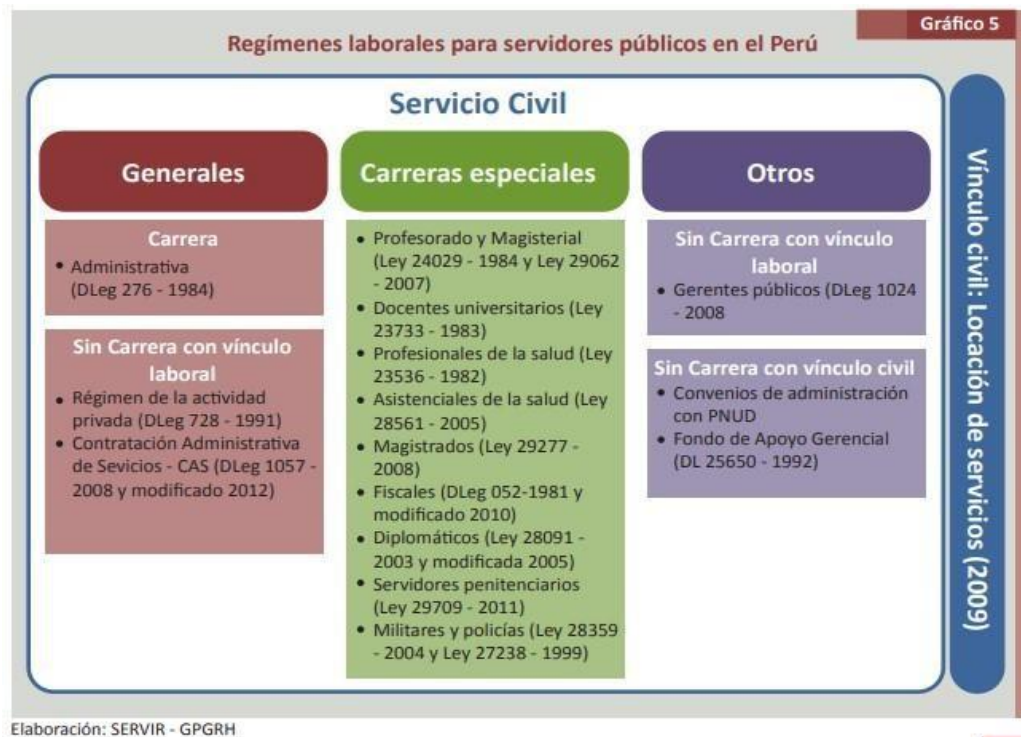 Gráfico 5
Regímenes laborales para servidores públicos en el Perú
Servicio Civil
Generales
Carrera
• Administrativa
(DLeg 276 - 1984)
Sin Carrera con vínculo
laboral
• Régimen de la actividad
privada (DLeg 728 - 1991)
• Contratación Administrativa
de Sevicios - CAS (DLeg 1057 -
2008 y modificado 2012)
Carreras especiales
• Profesorado y Magisterial
(Ley 24029 - 1984 y Ley 29062
- 2007)
• Docentes universitarios (Ley
23733 - 1983)
• Profesionales de la salud (Ley
23536 - 1982)
• Asistenciales de la salud (Ley
28561 - 2005)
• Magistrados (Ley 29277 -
2008)
• Fiscales (DLeg 052-1981 y
modificado 2010)
• Diplomáticos (Ley 28091 -
2003 y modificada 2005)
• Servidores penitenciarios
(Ley 29709 - 2011)
• Militares y policías (Ley 28359
- 2004 y Ley 27238 - 1999)
Otros
Sin Carrera con vínculo
laboral
• Gerentes públicos (DLeg 1024
- 2008
Sin Carrera con vínculo civil
• Convenios de administración
con PNUD
• Fondo de Apoyo Gerencial
(DL 25650 - 1992)
Vínculo civil: Locación de servicios (2009)
Elaboración: SERVIR - GPGRH